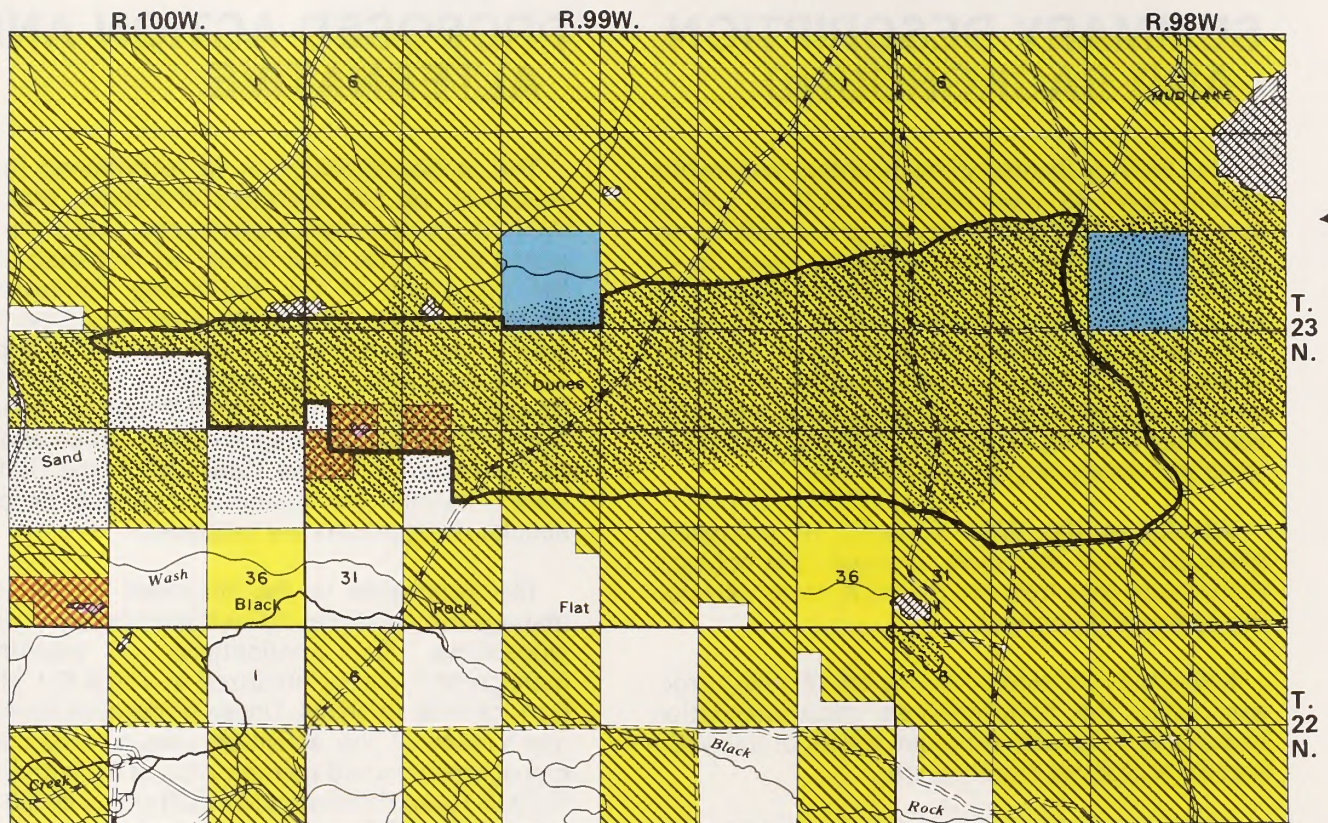 R.100W. R.99W. R.98W.
1 6 1 6
MUD LAKE
T.
23
N.
Dunes
Sand
Wash 36 31 36 31
Black Rock Flat
1 6 6
T.
22
N.
Black
Creek
Rock